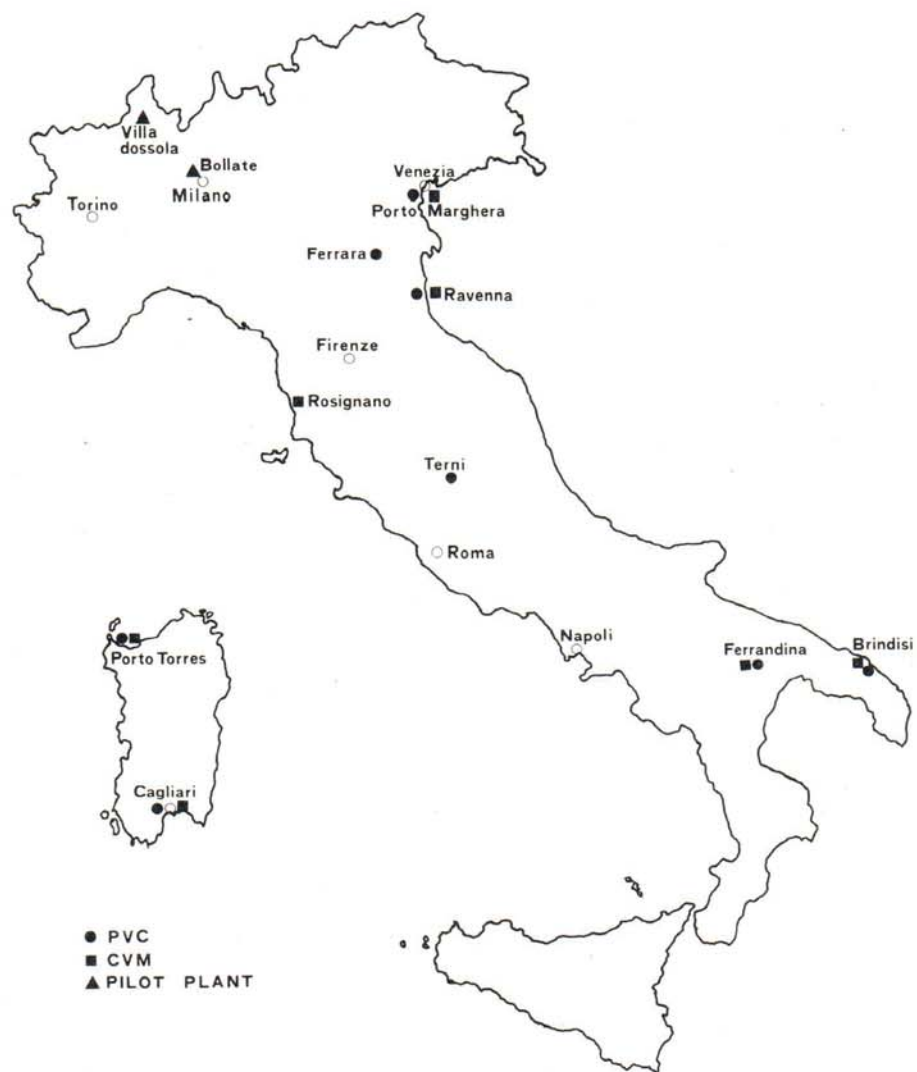 Villa
dossola
Bollate
Milano
Torino
Venezia
Porto Marghera
Ferrara
Ravenna
Firenze
Rosignano
Terni
Roma
Napoli
Ferrandina
Brindisi
Porto Torres
Cagliari
PVC
CVM
PILOT PLANT